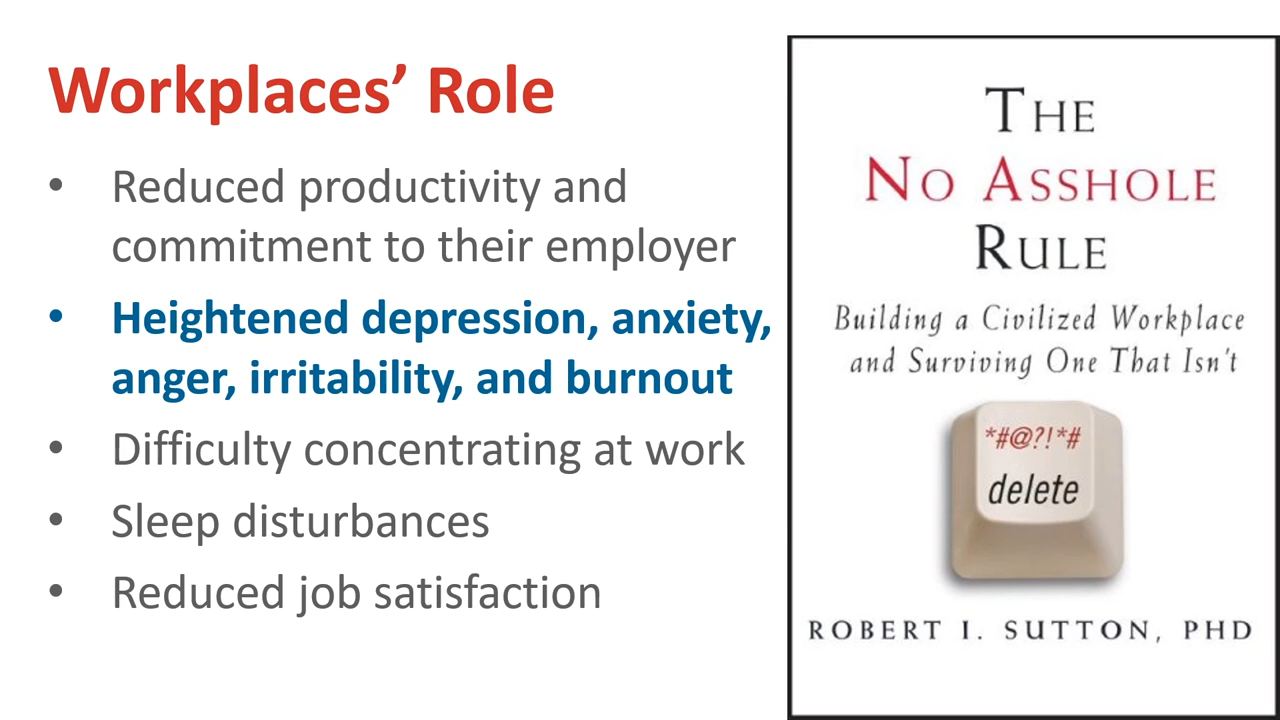 Workplaces’ Role
• Reduced productivity and
commitment to their employer
• Heightened depression, anxiety,
anger, irritability, and burnout
• Difficulty concentrating at work
• Sleep disturbances
• Reduced job satisfaction
THE
NO ASSHOLE
RULE
Building a Civilized Workplace
and Surviving One That Isn't
*#@?!*#
delete
ROBERT I. SUTTON, PHD